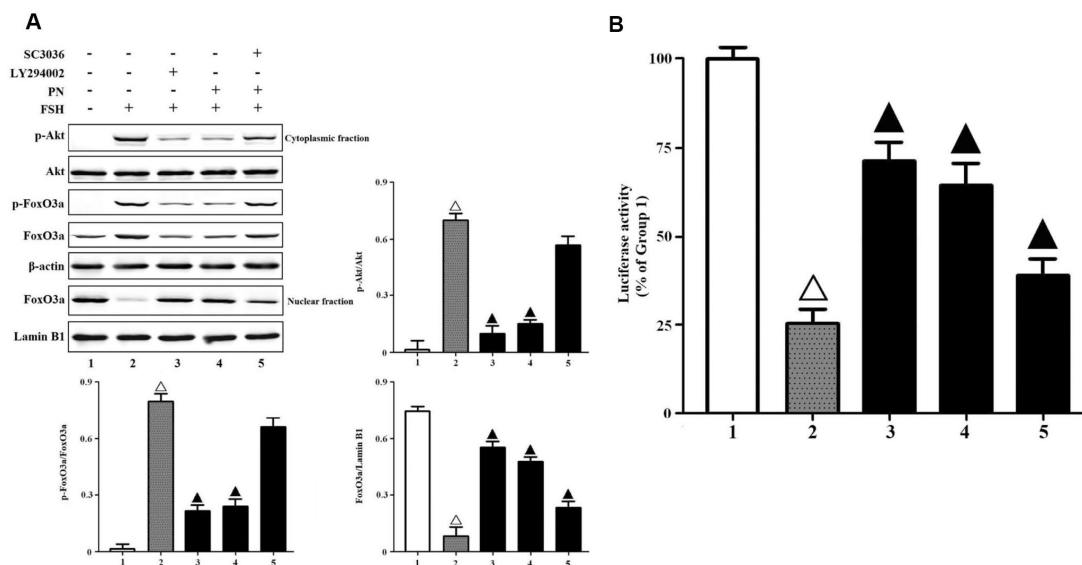 A
SC3036 - - - - +
LY294002 - - + - -
PN - - - + +
FSH - + + + +
p-Akt
Cytoplasmic fraction
Akt
p-FoxO3a
FoxO3a
β-actin
FoxO3a
Nuclear fraction
Lamin B1
1 2 3 4 5
p-Akt/Akt
0.9
0.6
0.3
0
1 2 3 4 5
p-FoxO3a/FoxO3a
0.9
0.6
0.3
0
1 2 3 4 5
FoxO3a/Lamin B1
0.9
0.6
0.3
0
1 2 3 4 5
B
Luciferase activity
(% of Group 1)
100
75
50
25
0
1 2 3 4 5